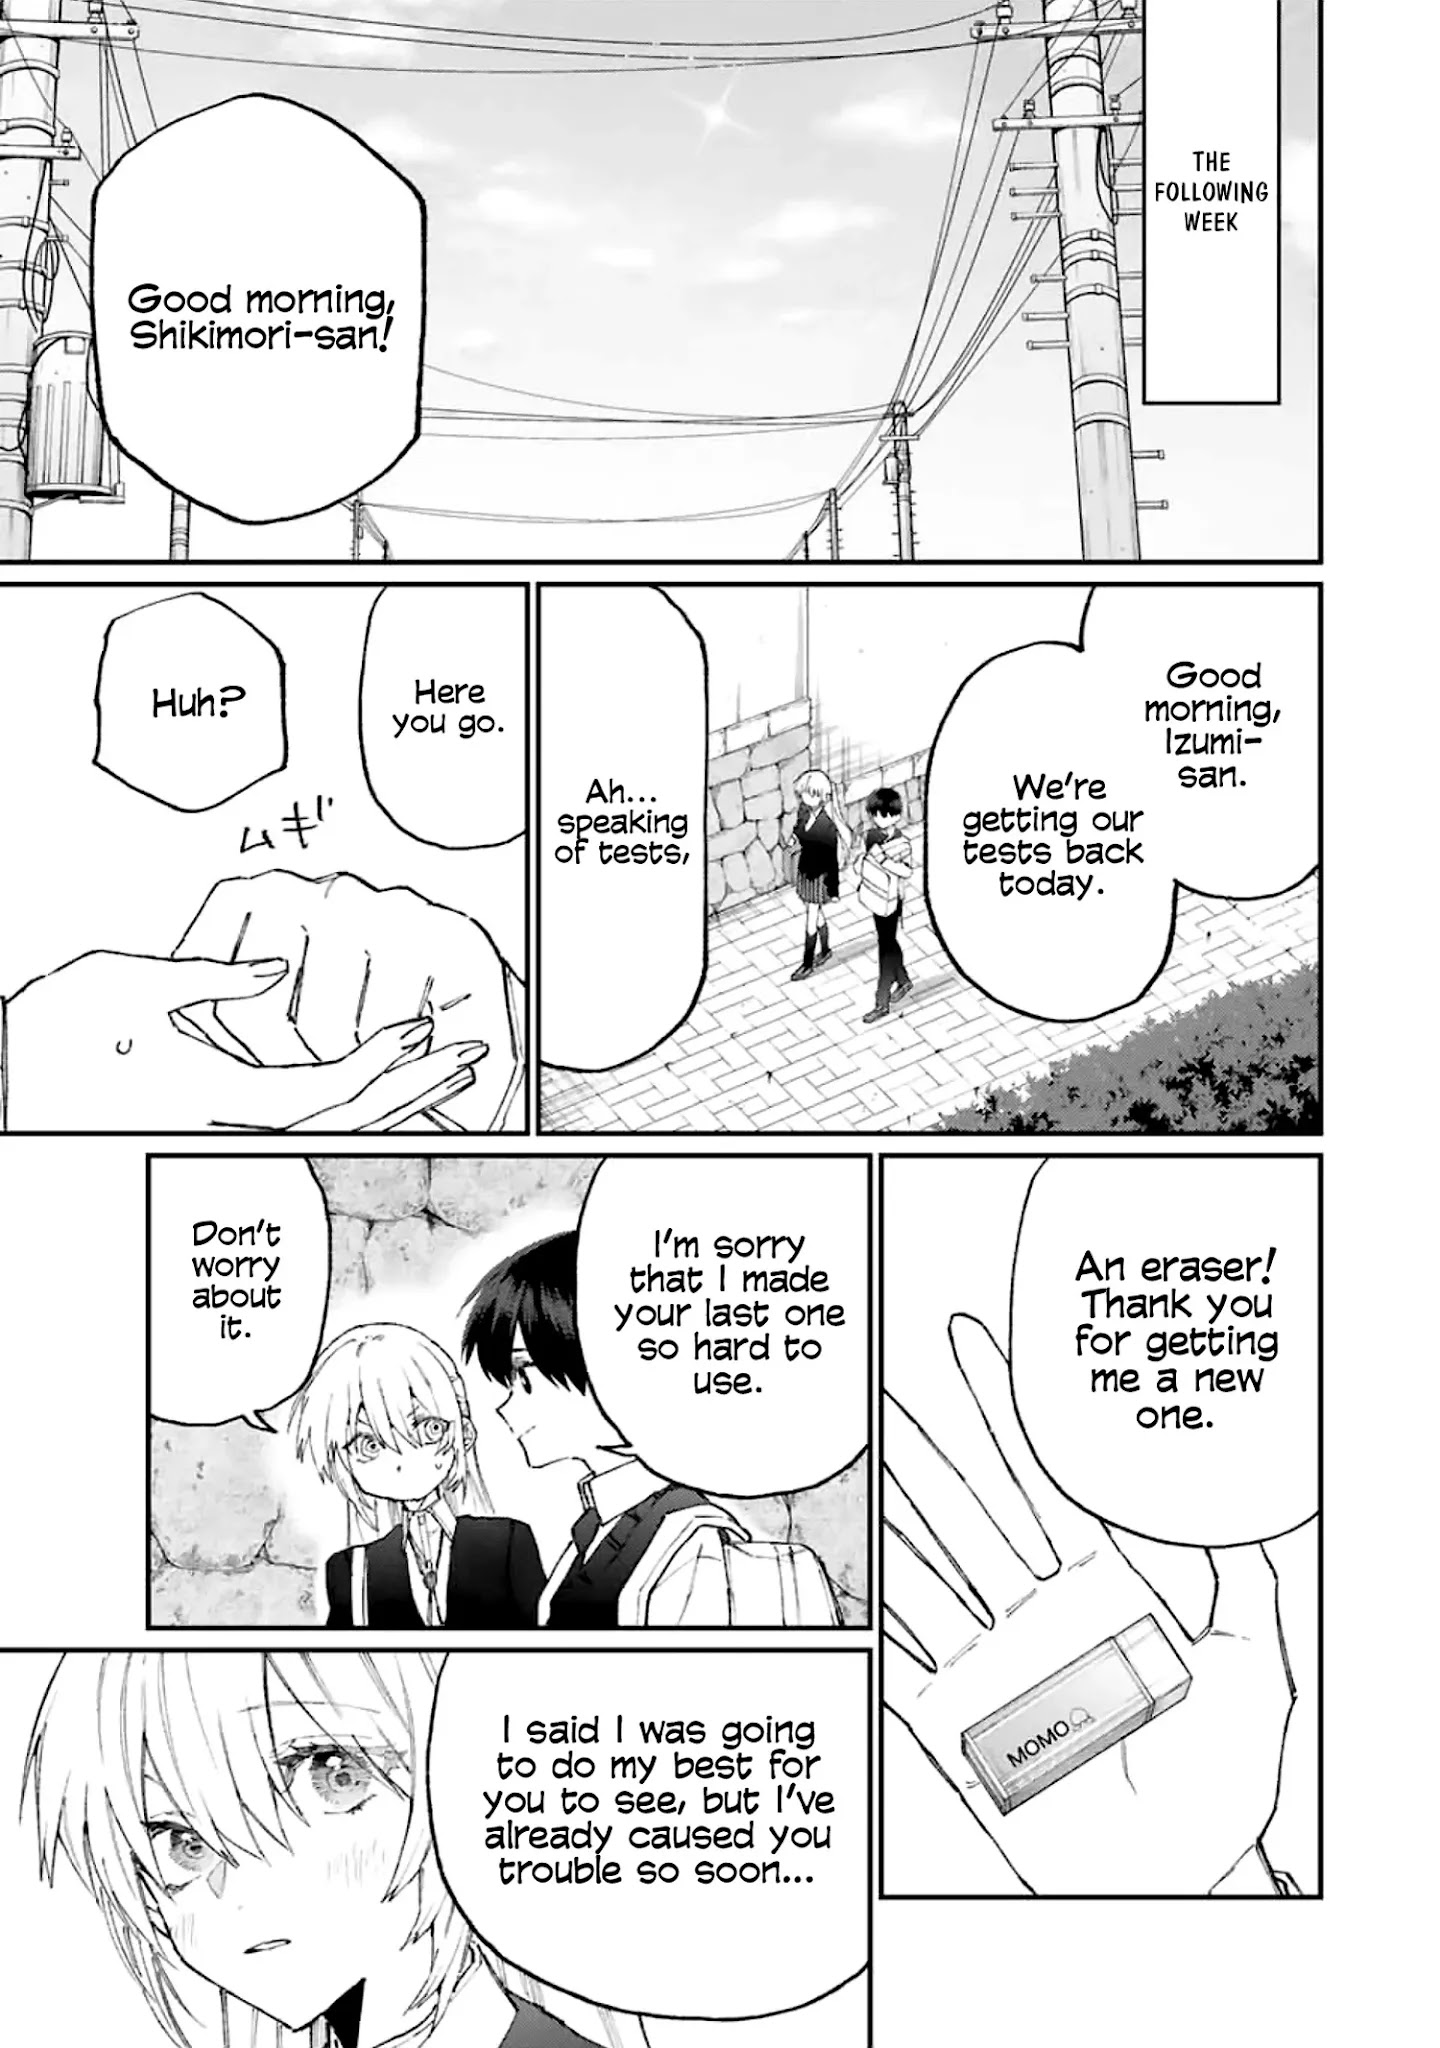 THE
FOLLOWING
WEEK
Good morning,
Shikimori-san!
Good
morning,
Izumi-
san.
We're
getting our
tests back
today.
Ah...
speaking
of tests,
Here
you go.
Huh?
ムギ
An eraser!
Thank you
for getting
me a new
one.
MOMO
I'm sorry
that I made
your last one
so hard to
use.
Don't
worry
about
it.
I said I was going
to do my best for
you to see, but I've
already caused you
trouble so soon...